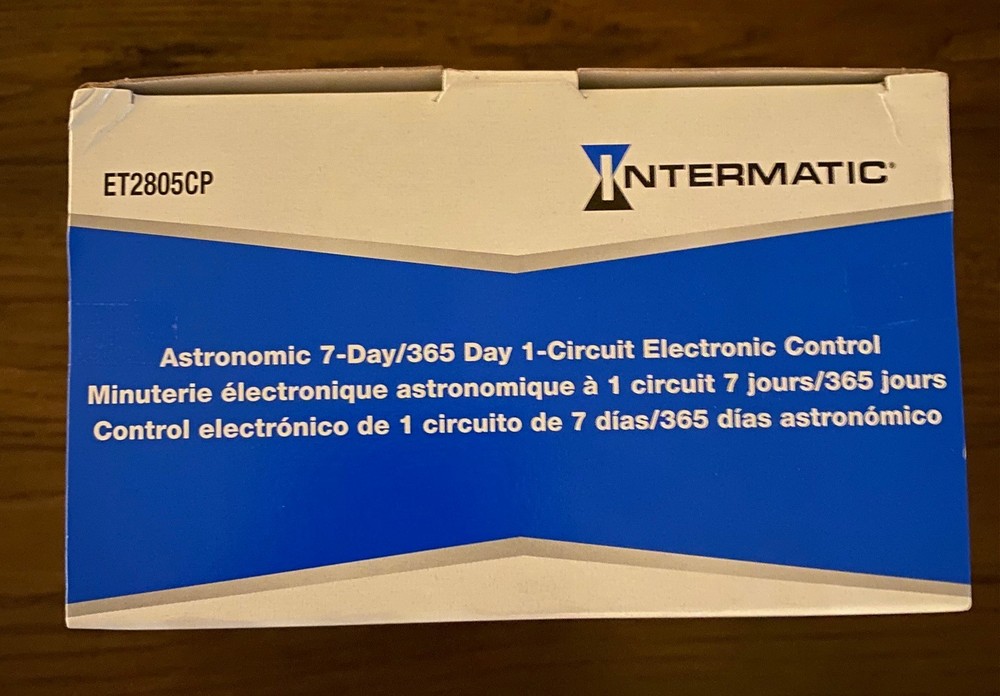 ET2805CP
INTERMATIC®
Astronomic 7-Day/365 Day 1-Circuit Electronic Control
Minuterie électronique astronomique à 1 circuit 7 jours/365 jours
Control electrónico de 1 circuito de 7 días/365 días astronómico